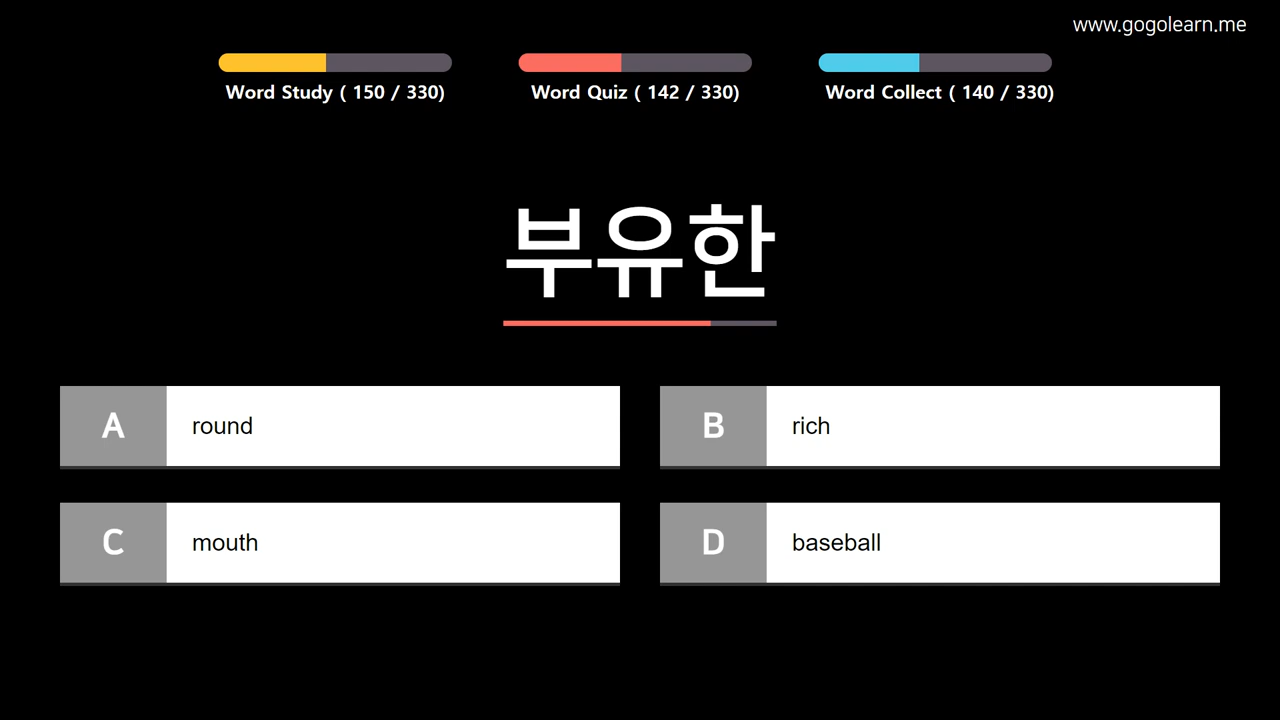 www.gogolearn.me
Word Study ( 150 / 330)
Word Quiz ( 142 / 330)
Word Collect ( 140 / 330)
부유한
A round
B rich
C mouth
D baseball